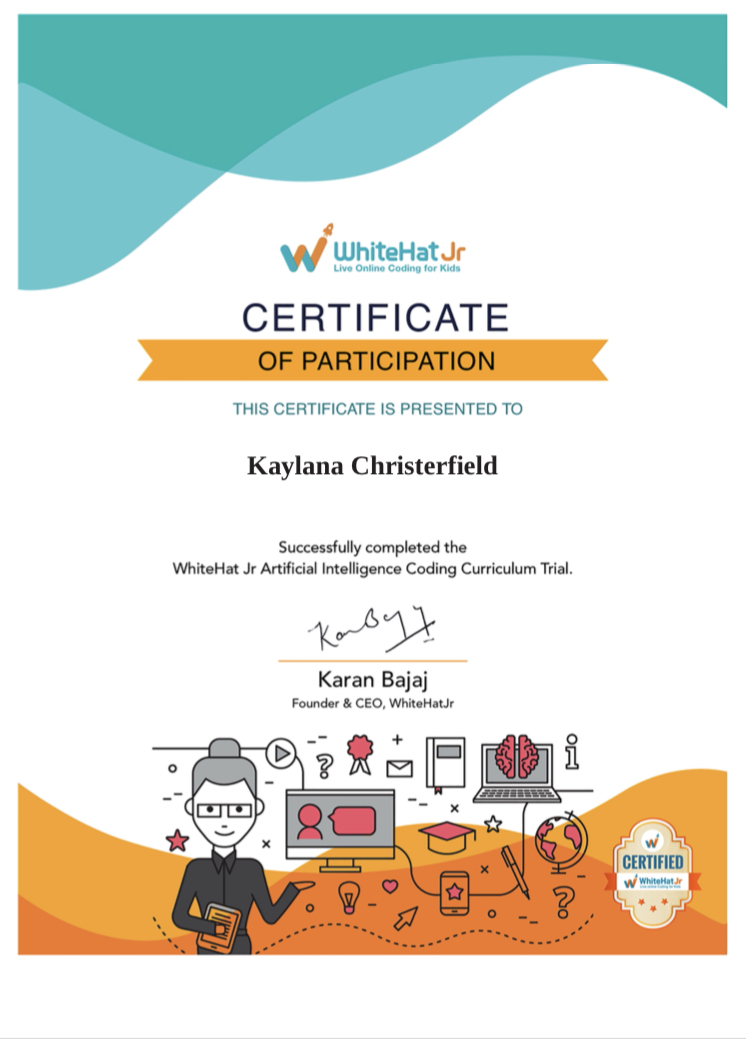 WhiteHat Jr
Live Online Coding for Kids
CERTIFICATE
OF PARTICIPATION
THIS CERTIFICATE IS PRESENTED TO
Kaylana Christerfield
Successfully completed the
WhiteHat Jr Artificial Intelligence Coding Curriculum Trial.
Karan Bajaj
Karan Bajaj
Founder & CEO, WhiteHatJr
CERTIFIED
WhiteHat Jr
Live Online Coding for Kids